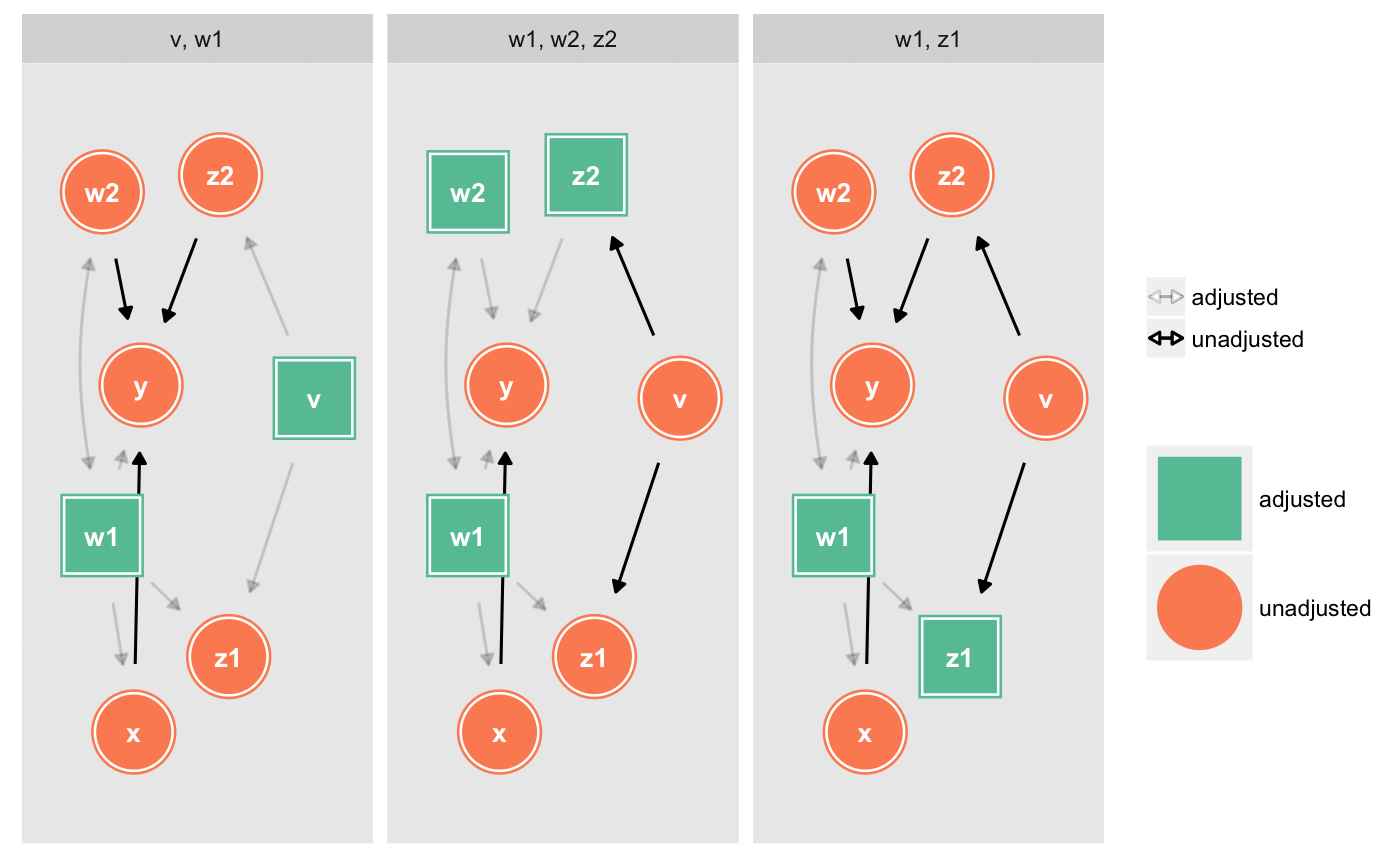 v, w1
w2
z2
y
v
w1
z1
x
w1, w2, z2
w2
z2
y
v
w1
z1
x
w1, z1
w2
z2
y
v
w1
z1
x
adjusted
unadjusted
adjusted
unadjusted